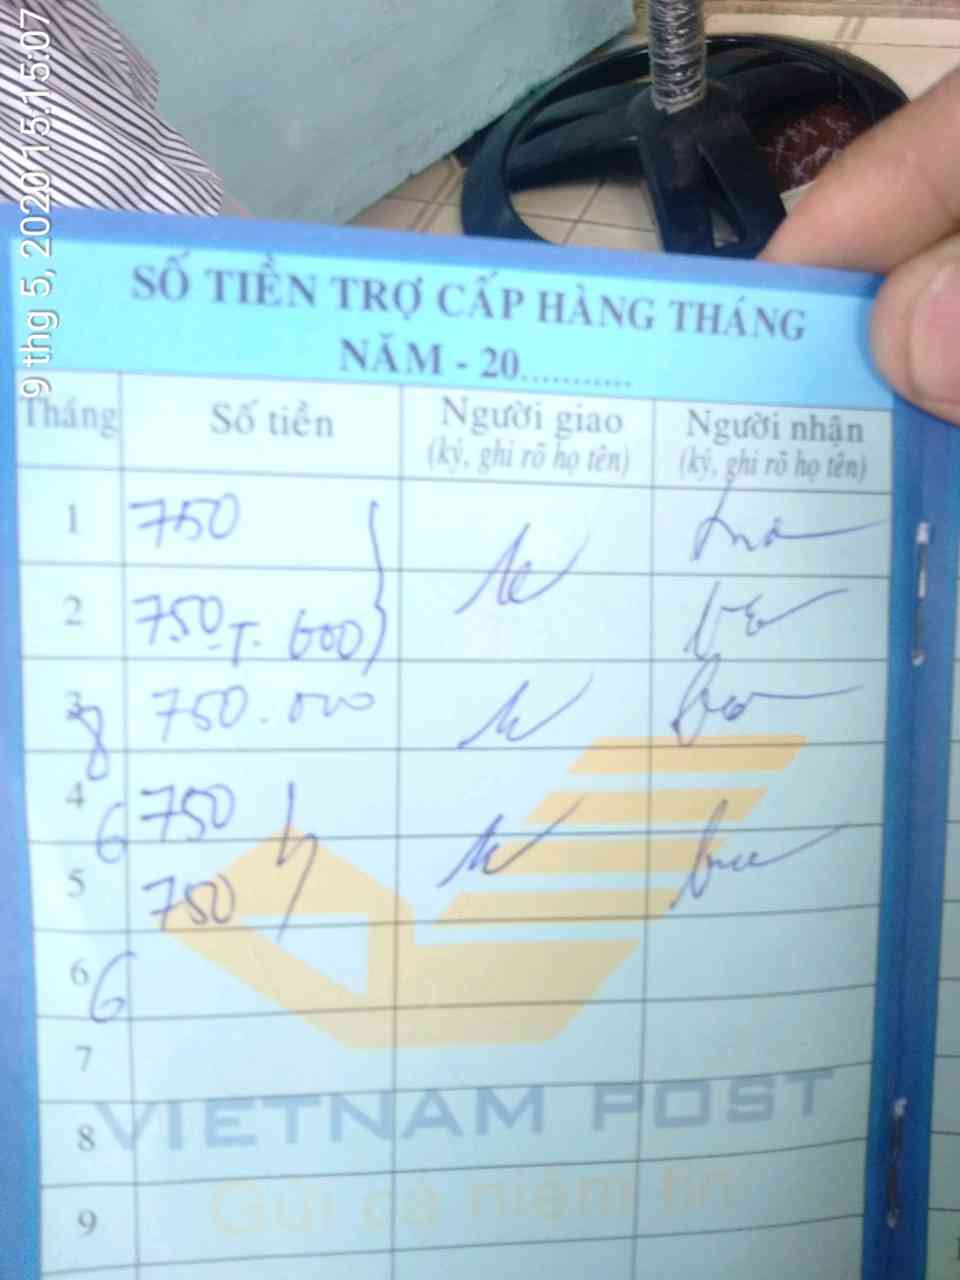 9 thg 5, 2020 15:15:07
SỐ TIỀN TRỢ CẤP HÀNG THÁNG
NĂM - 20...........
Tháng Số tiền Người giao Người nhận
(ký, ghi rõ họ tên) (ký, ghi rõ họ tên)
1 750
2 750 T. 600
3 750.000
8
4 750
6
5 750
6 6
7
VIETNAM POST
8
Gửi cả niềm tin
9